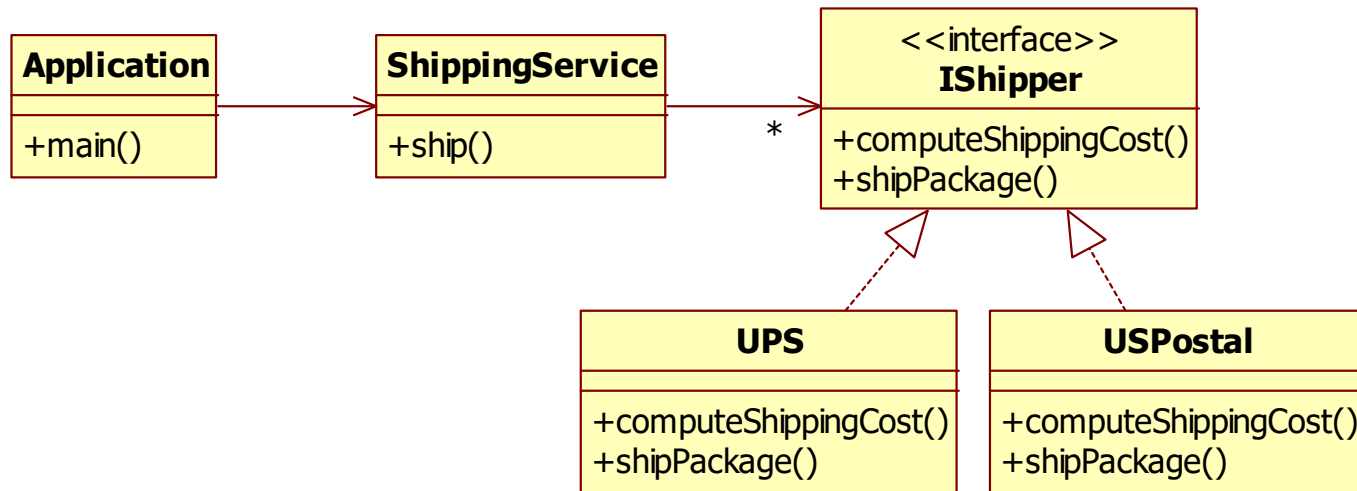 Application
+main()
ShippingService
+ship()
*
<<interface>>
IShipper
+computeShippingCost()
+shipPackage()
UPS
+computeShippingCost()
+shipPackage()
USPostal
+computeShippingCost()
+shipPackage()